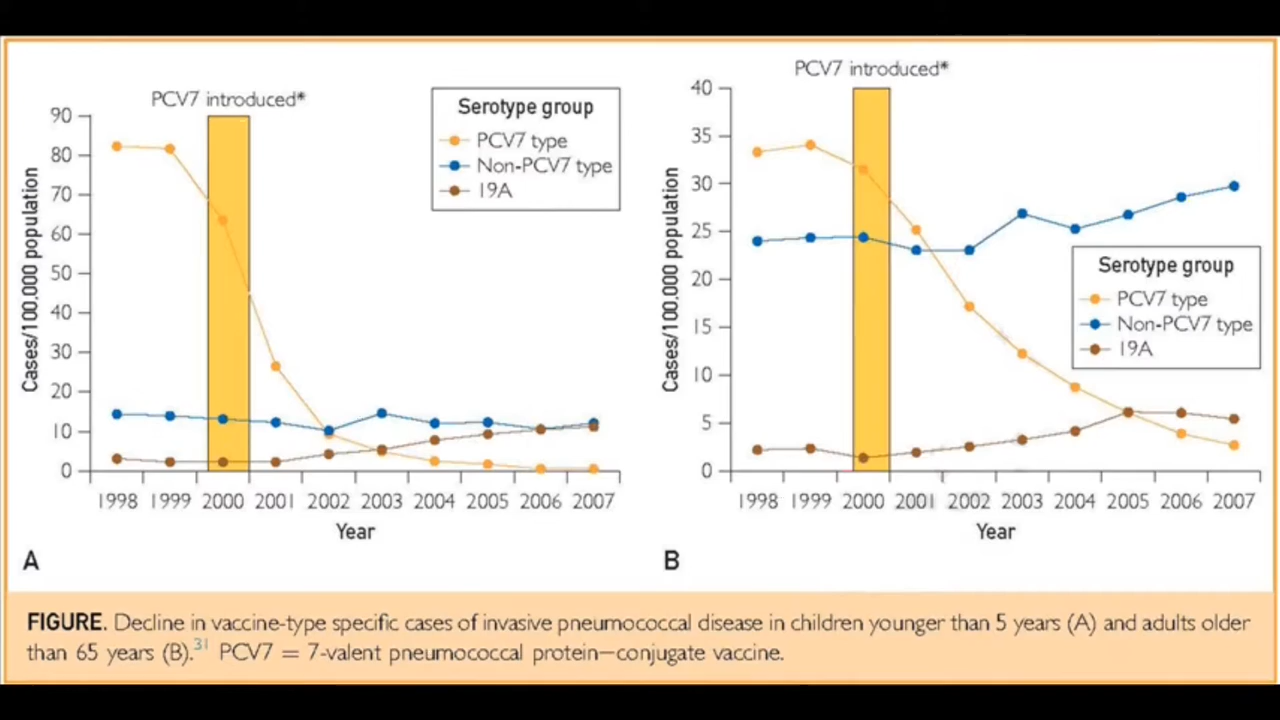 PCV7 introduced*
Serotype group
PCV7 type
Non-PCV7 type
19A
Cases/100.000 population
90
80
70
60
50
40
30
20
10
0
1998 1999 2000 2001 2002 2003 2004 2005 2006 2007
Year
A
PCV7 introduced*
Serotype group
PCV7 type
Non-PCV7 type
19A
Cases/100.000 population
40
35
30
25
20
15
10
5
0
1998 1999 2000 2001 2002 2003 2004 2005 2006 2007
Year
B
FIGURE. Decline in vaccine-type specific cases of invasive pneumococcal disease in children younger than 5 years (A) and adults older
than 65 years (B).31 PCV7 = 7-valent pneumococcal protein–conjugate vaccine.